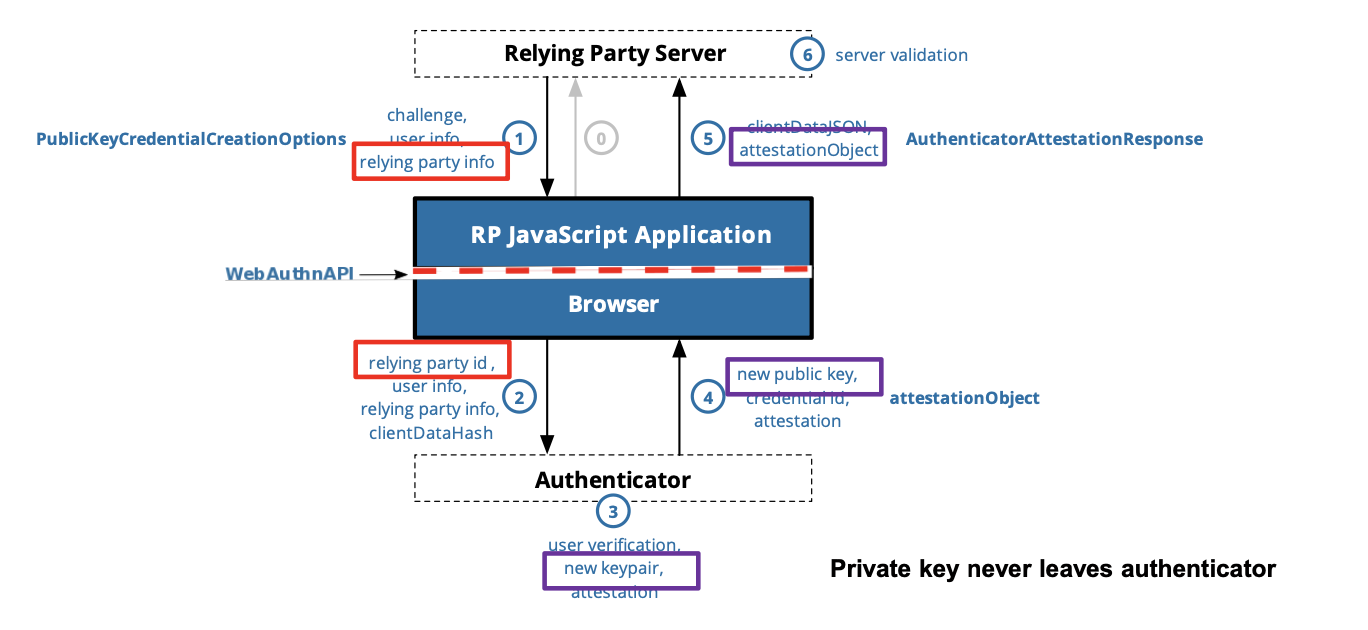 Relying Party Server
6
server validation
challenge,
user info,
relying party info
PublicKeyCredentialCreationOptions
1
0
5
clientDataJSON,
attestationObject
AuthenticatorAttestationResponse
RP JavaScript Application
WebAuthnAPI
Browser
relying party id ,
user info,
relying party info,
clientDataHash
2
4
new public key,
credential id,
attestation
attestationObject
Authenticator
3
user verification,
new keypair,
attestation
Private key never leaves authenticator